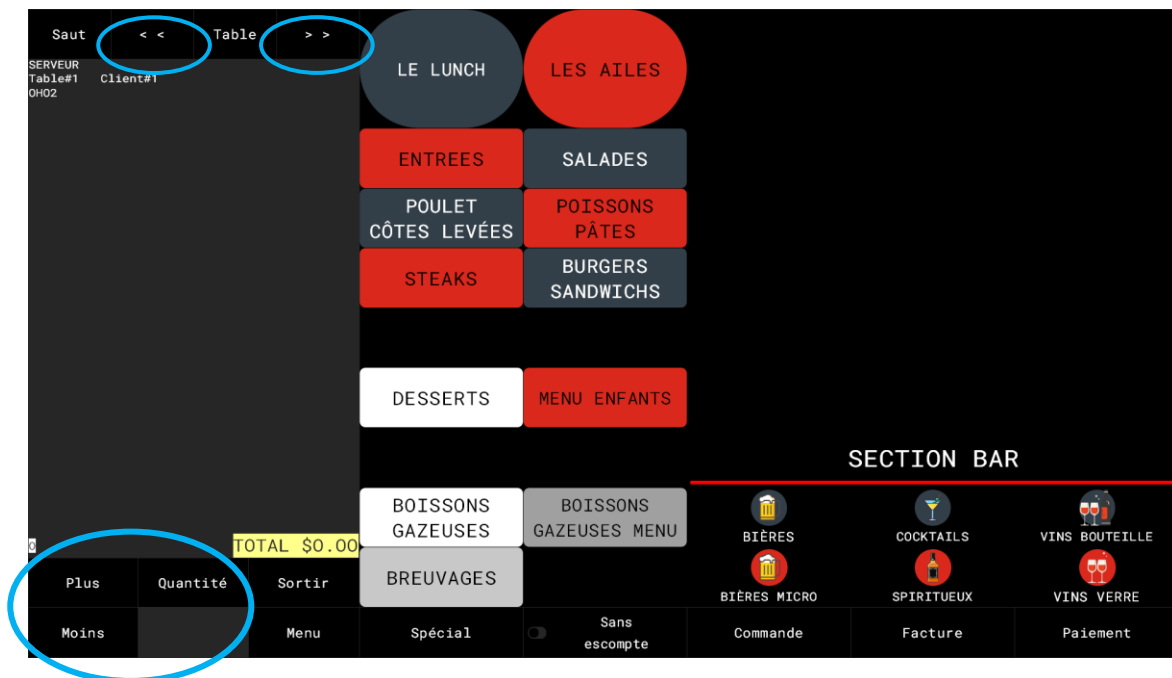 Saut < < Table > >
SERVEUR
Table#1 Client#1
0H02
LE LUNCH LES AILES
ENTREES SALADES
POULET
CÔTES LEVÉES
POISSONS
PÂTES
STEAKS
BURGERS
SANDWICHS
DESSERTS MENU ENFANTS
SECTION BAR
BOISSONS
GAZEUSES
BOISSONS
GAZEUSES MENU
BIÈRES COCKTAILS VINS BOUTEILLE
0
TOTAL $0.00
BREUVAGES
BIÈRES MICRO SPIRITUEUX VINS VERRE
Plus Quantité Sortir
Moins Menu Spécial
Sans
escompte
Commande Facture Paiement